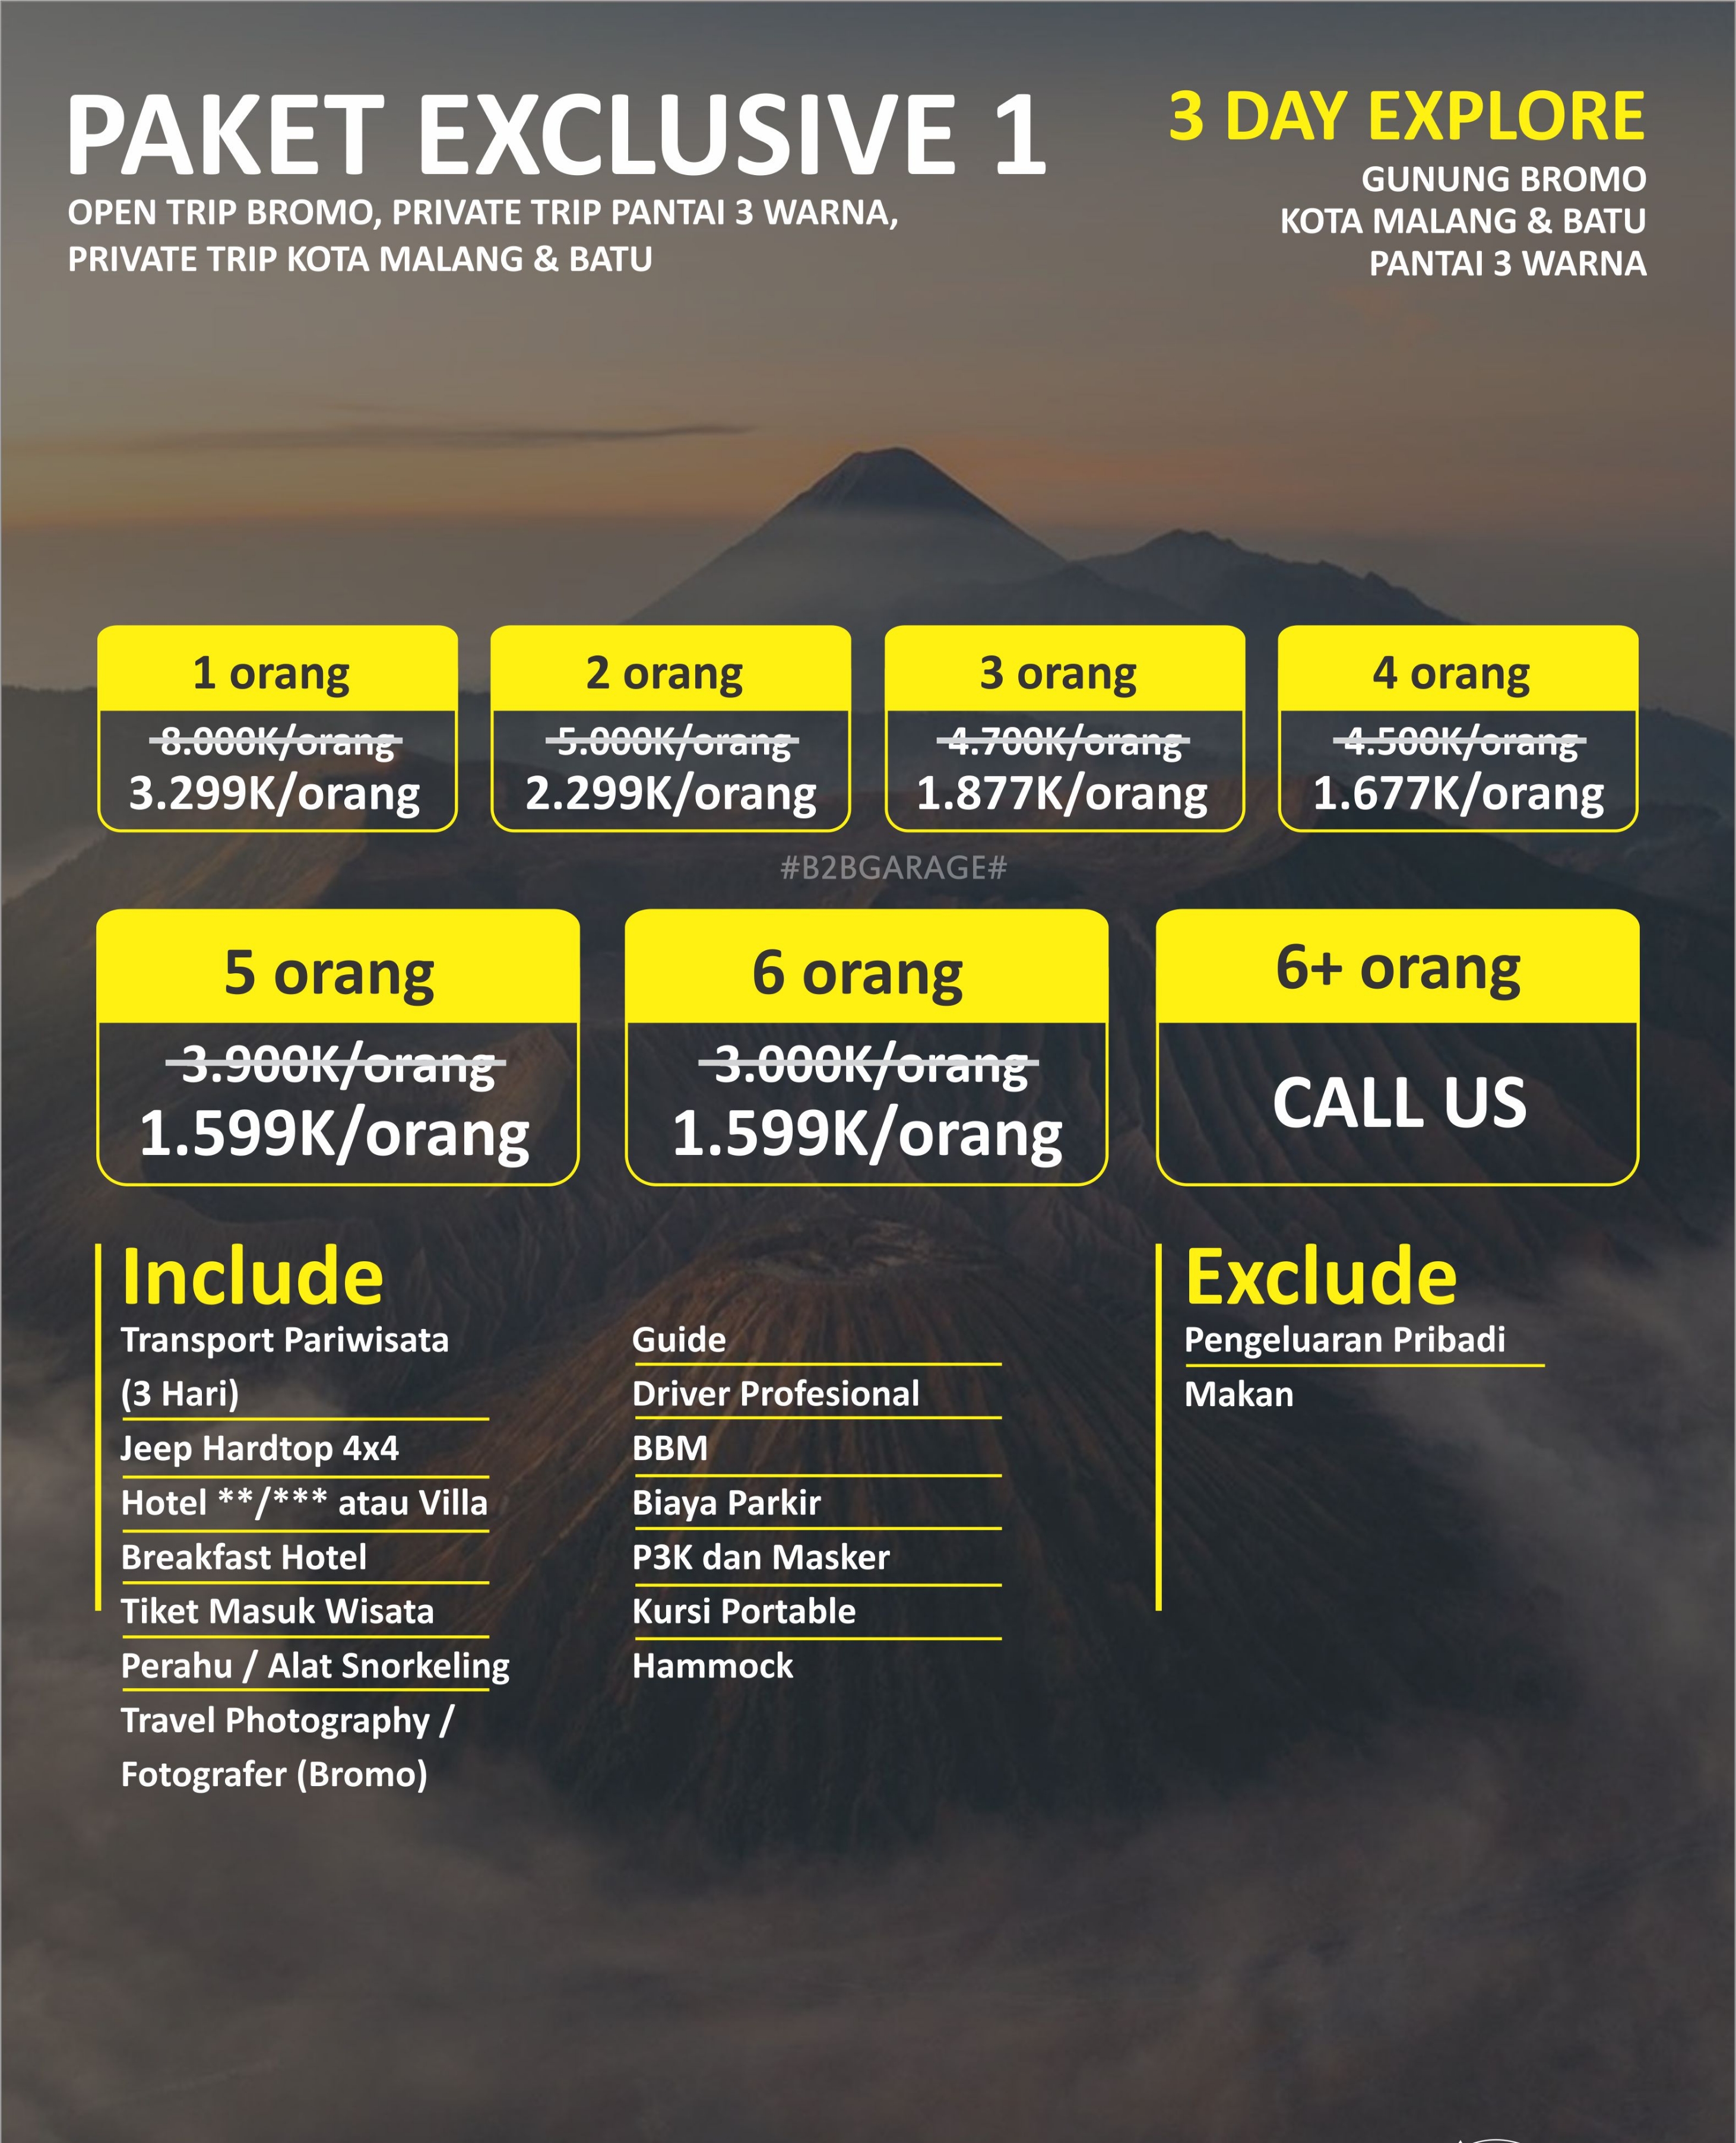 PAKET EXCLUSIVE 1
OPEN TRIP BROMO, PRIVATE TRIP PANTAI 3 WARNA,
PRIVATE TRIP KOTA MALANG & BATU
3 DAY EXPLORE
GUNUNG BROMO
KOTA MALANG & BATU
PANTAI 3 WARNA
1 orang
8.000K/orang
3.299K/orang
2 orang
5.000K/orang
2.299K/orang
3 orang
4.700K/orang
1.877K/orang
4 orang
4.500K/orang
1.677K/orang
#B2BGARAGE#
5 orang
3.900K/orang
1.599K/orang
6 orang
3.000K/orang
1.599K/orang
6+ orang
CALL US
Include
Transport Pariwisata
(3 Hari)
Jeep Hardtop 4x4
Hotel **/*** atau Villa
Breakfast Hotel
Tiket Masuk Wisata
Perahu / Alat Snorkeling
Travel Photography /
Fotografer (Bromo)
Guide
Driver Profesional
BBM
Biaya Parkir
P3K dan Masker
Kursi Portable
Hammock
Exclude
Pengeluaran Pribadi
Makan